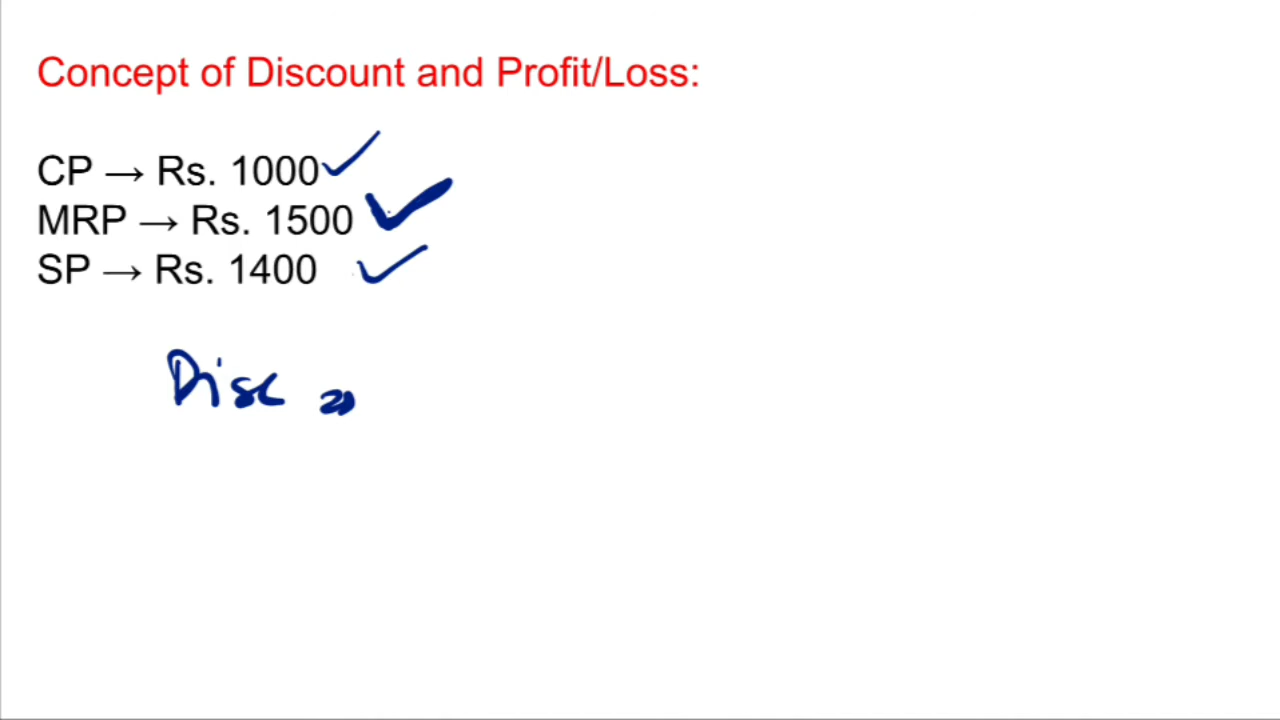 Concept of Discount and Profit/Loss:
CP → Rs. 1000
MRP → Rs. 1500
SP → Rs. 1400
Disc